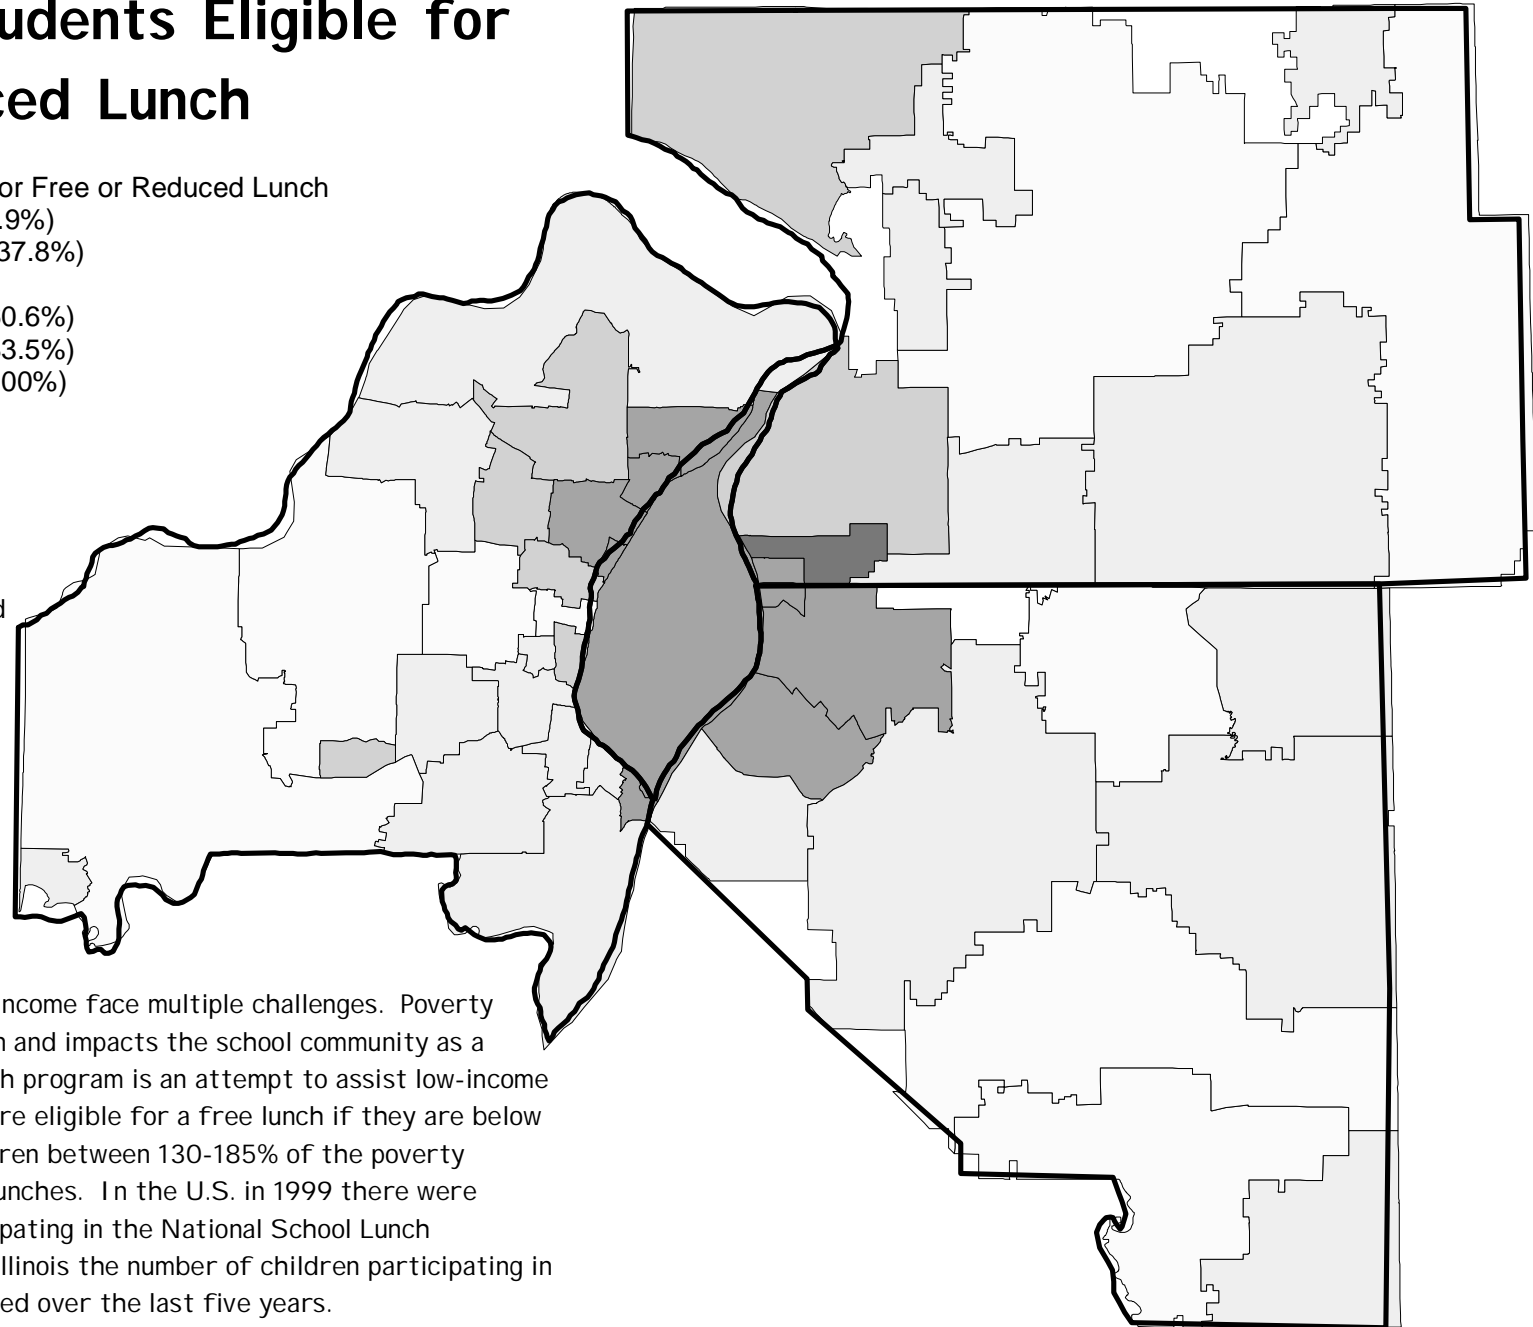 udents Eligible for
ced Lunch
or Free or Reduced Lunch
.9%)
37.8%)
0.6%)
3.5%)
00%)
d
ncome face multiple challenges. Poverty
and impacts the school community as a
h program is an attempt to assist low-income
re eligible for a free lunch if they are below
ren between 130-185% of the poverty
unches. In the U.S. in 1999 there were
pating in the National School Lunch
llinois the number of children participating in
ed over the last five years.